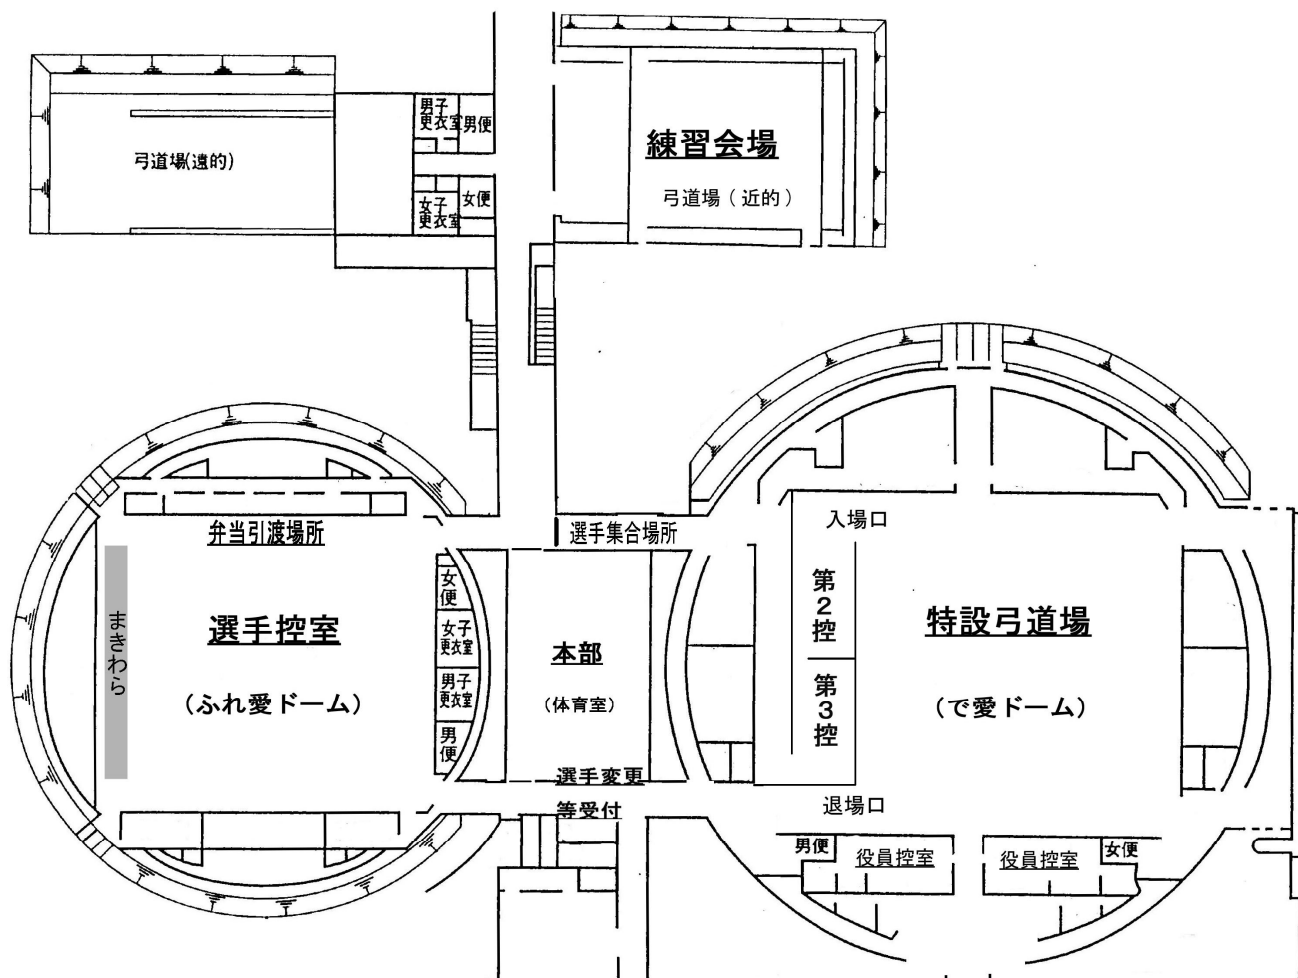 男子
更衣室
男便
弓道場(遠的)
女子
更衣室
女便
練習会場
弓道場(近的)
弁当引渡場所
選手集合場所
入場口
まきわら
選手控室
(ふれ愛ドーム)
女
便
女子
更衣室
男子
更衣室
男
便
本部
(体育室)
選手変更
等受付
第2控
第3控
特設弓道場
(で愛ドーム)
退場口
男便
役員控室
役員控室
女便